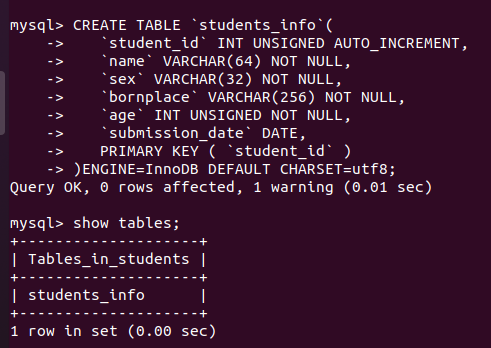 mysql> CREATE TABLE `students_info`(
    ->    `student_id` INT UNSIGNED AUTO_INCREMENT,
    ->    `name` VARCHAR(64) NOT NULL,
    ->    `sex` VARCHAR(32) NOT NULL,
    ->    `bornplace` VARCHAR(256) NOT NULL,
    ->    `age` INT UNSIGNED NOT NULL,
    ->    `submission_date` DATE,
    ->    PRIMARY KEY ( `student_id` )
    -> )ENGINE=InnoDB DEFAULT CHARSET=utf8;
Query OK, 0 rows affected, 1 warning (0.01 sec)

mysql> show tables;
+--------------------+
| Tables_in_students |
+--------------------+
| students_info      |
+--------------------+
1 row in set (0.00 sec)